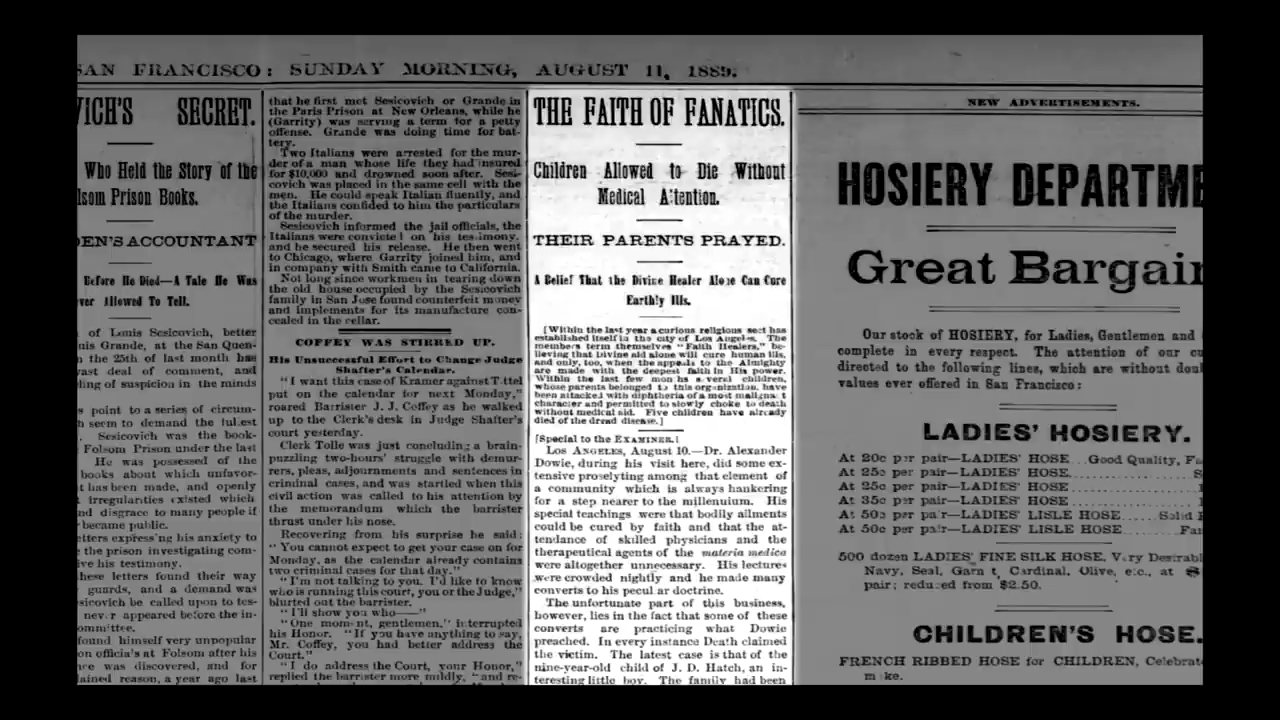 SAN FRANCISCO: SUNDAY MORNING, AUGUST 11, 1889.
VICH'S SECRET.
Who Held the Story of the
lsom Prison Books.
DEN'S ACCOUNTANT
Before He Died—A Tale He Was
ver Allowed To Tell.
of Louis Sesicovich, better
uis Grande, at the San Quen-
n the 25th of last month has
vast deal of comment, and
ling of suspicion in the minds
s point to a series of circum-
h seem to demand the fullest
Sesicovich was the book-
Folsom Prison under the last
He was possessed of the
books about which unfavor-
t has been made, and openly
irregularities existed which
nd disgrace to many people if
became public.
etters expressing his anxiety to
the prison investigating com-
ive his testimony.
hese letters found their way
guards, and a demand was
sicovich be called upon to tes-
never appeared before the in-
ommittee.
found himself very unpopular
on officia's at Folsom after his
ce was discovered, and for
lained reason, a year ago last
that he first met Sesicovich or Grande in
the Paris Prison at New Orleans, while he
(Garrity) was serving a term for a petty
offense. Grande was doing time for bat-
tery.
Two Italians were arrested for the mur-
der of a man whose life they had insured
for $10,000 and drowned soon after. Sesi-
covich was placed in the same cell with the
men. He could speak Italian fluently, and
the Italians confided to him the particulars
of the murder.
Sesicovich informed the jail officials, the
Italians were convicted on his testimony,
and he secured his release. He then went
to Chicago, where Garrity joined him, and
in company with Smith came to California.
Not long since workmen in tearing down
the old house occupied by the Sesicovich
family in San Jose found counterfeit money
and implements for its manufacture con-
cealed in the cellar.
COFFEY WAS STIRRED UP.
His Unsuccessful Effort to Change Judge
Shafter's Calendar.
"I want this case of Kramer against Tittel
put on the calendar for next Monday,"
roared Barrister J. J. Coffey as he walked
up to the Clerk's desk in Judge Shafter's
court yesterday.
Clerk Tolle was just concluding a brain-
puzzling two-hours' struggle with demur-
rers, pleas, adjournments and sentences in
criminal cases, and was startled when this
civil action was called to his attention by
the memorandum which the barrister
thrust under his nose.
Recovering from his surprise he said:
"You cannot expect to get your case on for
Monday, as the calendar already contains
two criminal cases for that day."
"I'm not talking to you. I'd like to know
who is running this court, you or the Judge,"
blurted out the barrister.
"I'll show you who——"
"One moment, gentlemen," interrupted
his Honor. "If you have anything to say,
Mr. Coffey, you had better address the
Court."
"I do address the Court, your Honor,"
replied the barrister more mildly, "and re-
THE FAITH OF FANATICS.
Children Allowed to Die Without
Medical Attention.
THEIR PARENTS PRAYED.
A Belief That the Divine Healer Alone Can Cure
Earthly Ills.
[Within the last year a curious religious sect has
established itself in the city of Los Angeles. The
members term themselves "Faith Healers," be-
lieving that Divine aid alone will cure human ills,
and only, too, when the appeals to the Almighty
are made with the deepest faith in His power.
Within the last few months several children,
whose parents belonged to this organization, have
been attacked with diphtheria of a most malignant
character and permitted to slowly choke to death
without medical aid. Five children have already
died of the dread disease.]
[Special to the EXAMINER.]
LOS ANGELES, August 10.—Dr. Alexander
Dowie, during his visit here, did some ex-
tensive proselyting among that element of
a community which is always hankering
for a step nearer to the millenium. His
special teachings were that bodily ailments
could be cured by faith and that the at-
tendance of skilled physicians and the
therapeutical agents of the materia medica
were altogether unnecessary. His lectures
were crowded nightly and he made many
converts to his peculiar doctrine.
The unfortunate part of this business,
however, lies in the fact that some of these
converts are practicing what Dowie
preached. In every instance Death claimed
the victim. The latest case is that of the
nine-year-old child of J. D. Hatch, an in-
teresting little boy. The family had been
NEW ADVERTISEMENTS.
HOSIERY DEPARTME
Great Bargain
Our stock of HOSIERY, for Ladies, Gentlemen and
complete in every respect. The attention of our cu
directed to the following lines, which are without dou
values ever offered in San Francisco:
LADIES' HOSIERY.
At 20c per pair—LADIES' HOSE...Good Quality, Fa
At 25c per pair—LADIES' HOSE.............. S
At 25c per pair—LADIES' HOSE..............
At 35c per pair—LADIES' HOSE..............
At 50c per pair—LADIES' LISLE HOSE......Solid
At 50c per pair—LADIES' LISLE HOSE........Fa
500 dozen LADIES' FINE SILK HOSE, Very Desirabl
Navy, Seal, Garnet, Cardinal, Olive, etc., at $
pair; reduced from $2.50.
CHILDREN'S HOSE.
FRENCH RIBBED HOSE for CHILDREN, Celebrate
make.